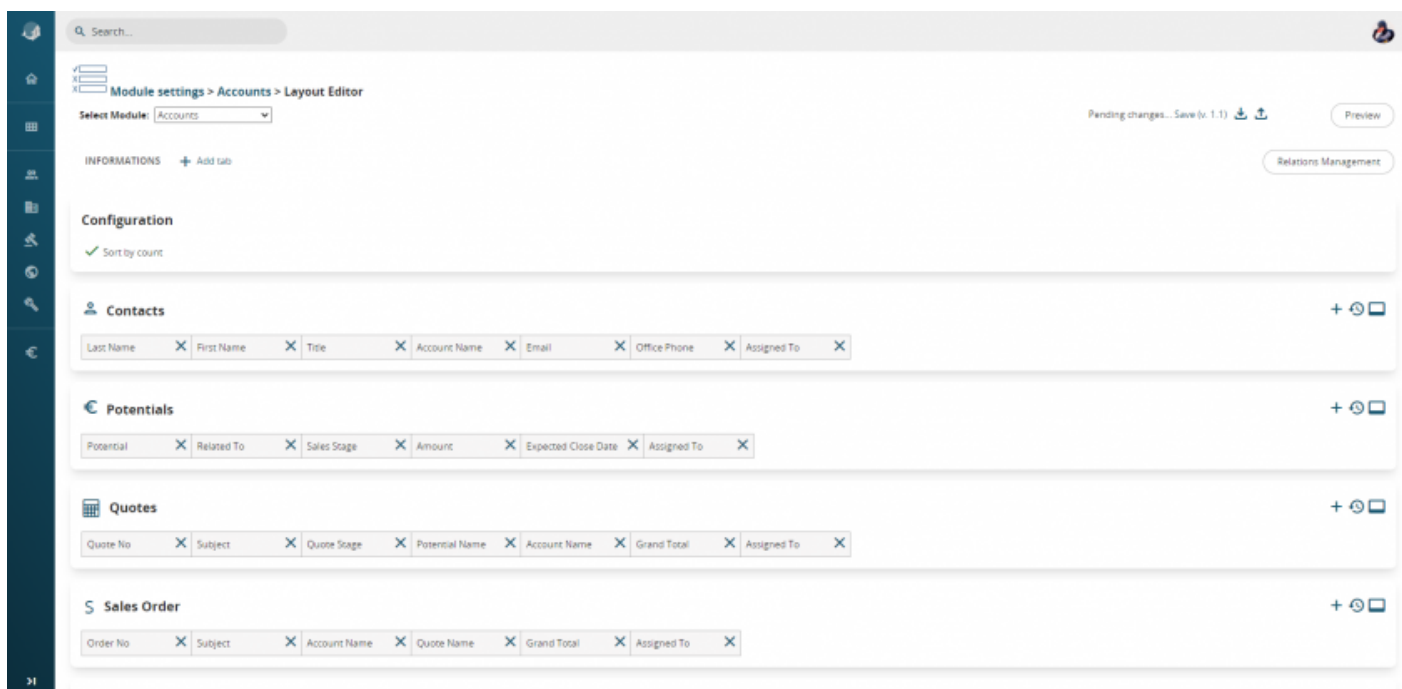 Search...
Module settings > Accounts > Layout Editor
Select Module: Accounts
Pending changes... Save (v. 1.1)
Preview
INFORMATIONS
Add tab
Relations Management
Configuration
Sort by count
Contacts
Last Name First Name Title Account Name Email Office Phone Assigned To
Potentials
Potential Related To Sales Stage Amount Expected Close Date Assigned To
Quotes
Quote No Subject Quote Stage Potential Name Account Name Grand Total Assigned To
Sales Order
Order No Subject Account Name Quote Name Grand Total Assigned To